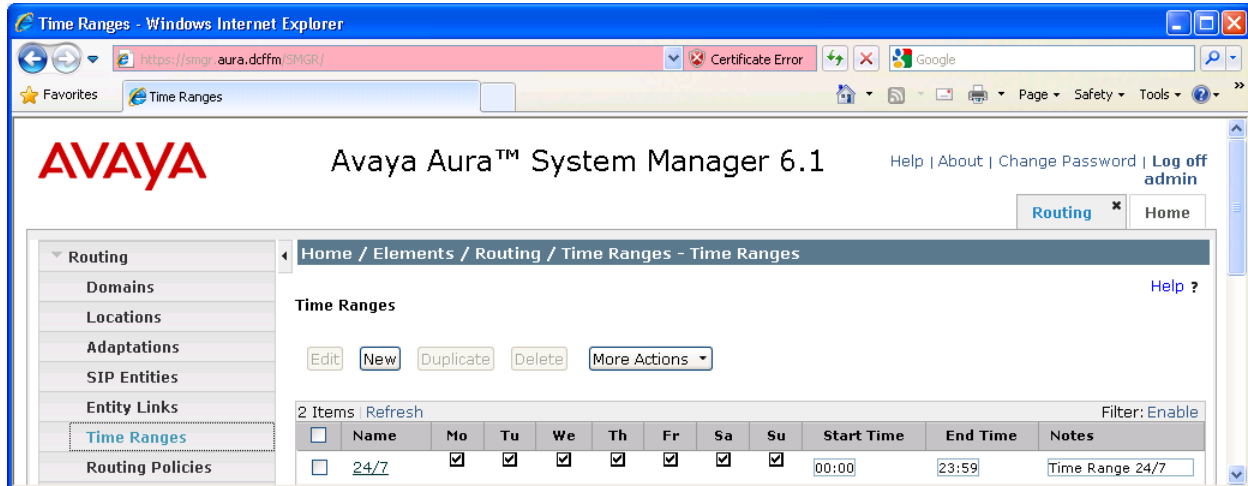 Time Ranges - Windows Internet Explorer
https://smgr.aura.dcffm/SMGR/
Certificate Error
Google
Favorites
Time Ranges
Page
Safety
Tools
AVAYA
Avaya Aura™ System Manager 6.1
Help | About | Change Password | Log off admin
Routing
Home
Routing
Domains
Locations
Adaptations
SIP Entities
Entity Links
Time Ranges
Routing Policies
Home / Elements / Routing / Time Ranges - Time Ranges
Help ?
Time Ranges
Edit New Duplicate Delete More Actions
2 Items | Refresh Filter: Enable
Name Mo Tu We Th Fr Sa Su Start Time End Time Notes
24/7 00:00 23:59 Time Range 24/7